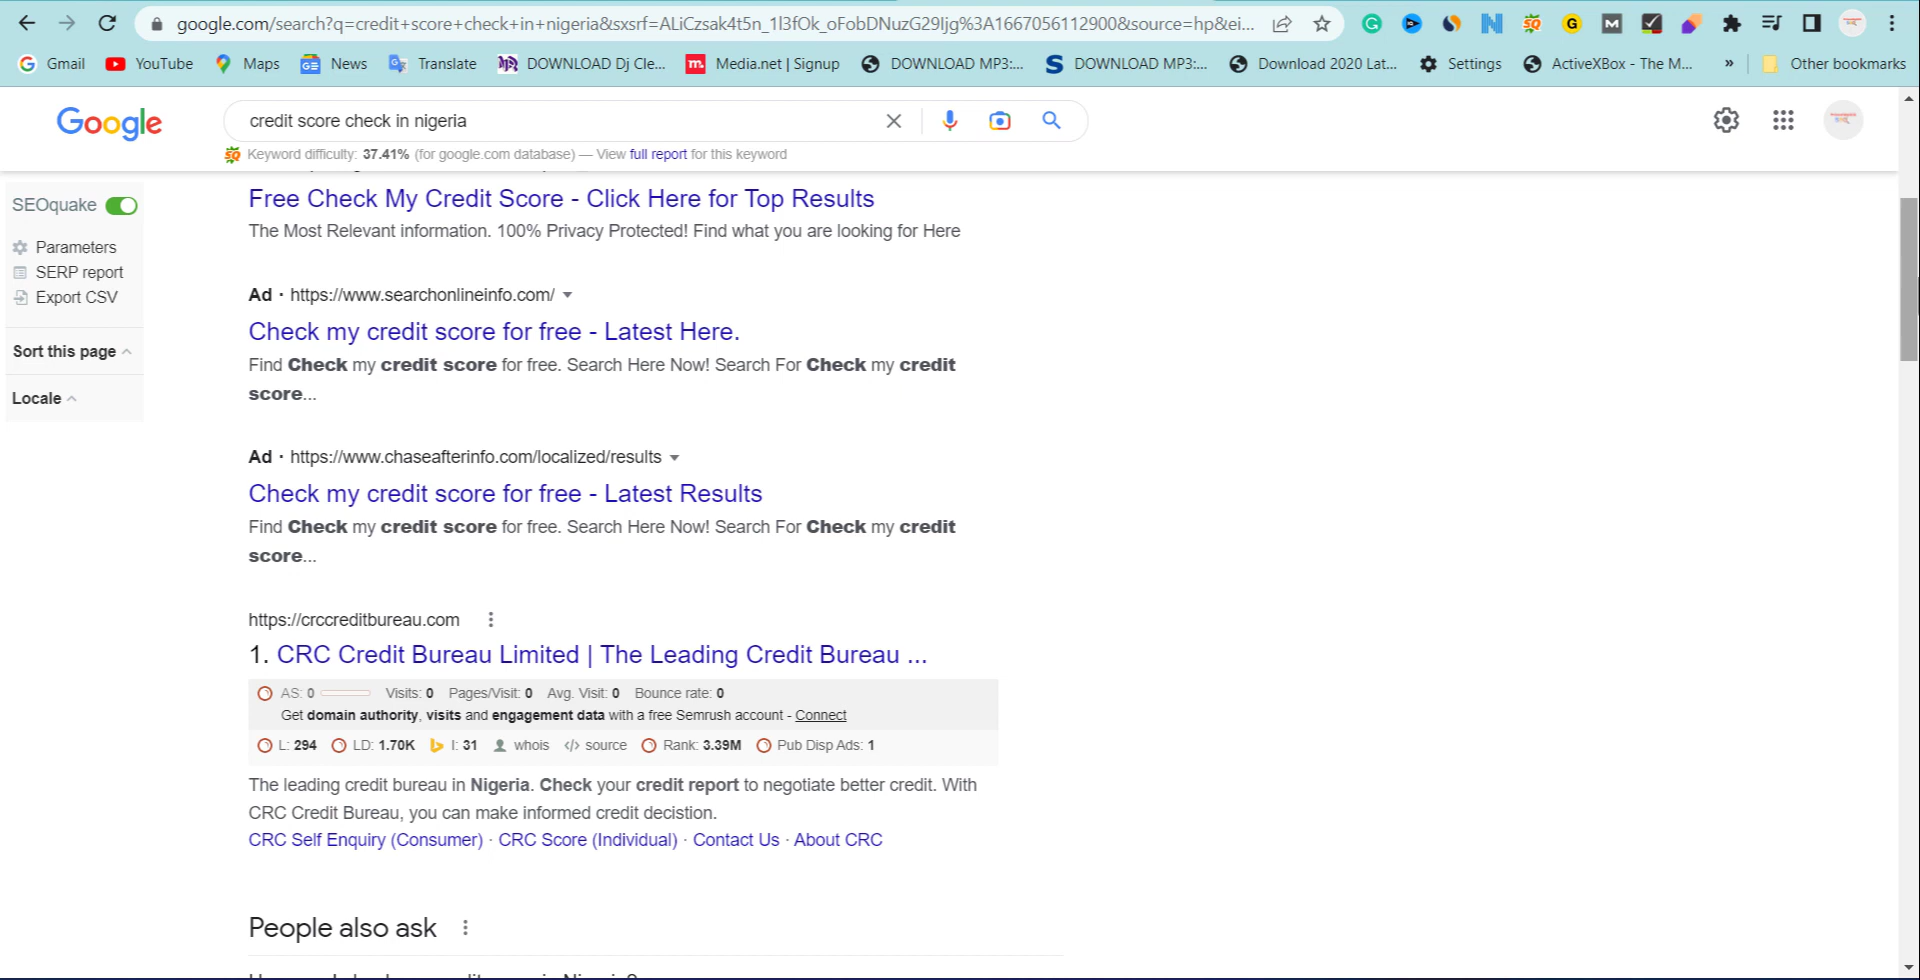 google.com/search?q=credit+score+check+in+nigeria&sxsrf=ALiCzsak4t5n_1l3fOk_oFobDNuzG29Ijg%3A1667056112900&source=hp&ei...
Gmail YouTube Maps News Translate DOWNLOAD Dj Cle... Media.net | Signup DOWNLOAD MP3:... DOWNLOAD MP3:... Download 2020 Lat... Settings ActiveXBox - The M... » Other bookmarks
Google credit score check in nigeria
Keyword difficulty: 37.41% (for google.com database) — View full report for this keyword
SEOquake
Parameters
SERP report
Export CSV
Sort this page
Locale
Free Check My Credit Score - Click Here for Top Results
The Most Relevant information. 100% Privacy Protected! Find what you are looking for Here
Ad · https://www.searchonlineinfo.com/
Check my credit score for free - Latest Here.
Find Check my credit score for free. Search Here Now! Search For Check my credit
score...
Ad · https://www.chaseafterinfo.com/localized/results
Check my credit score for free - Latest Results
Find Check my credit score for free. Search Here Now! Search For Check my credit
score...
https://crccreditbureau.com
1. CRC Credit Bureau Limited | The Leading Credit Bureau ...
AS: 0 Visits: 0 Pages/Visit: 0 Avg. Visit: 0 Bounce rate: 0
Get domain authority, visits and engagement data with a free Semrush account - Connect
L: 294 LD: 1.70K I: 31 whois </> source Rank: 3.39M Pub Disp Ads: 1
The leading credit bureau in Nigeria. Check your credit report to negotiate better credit. With
CRC Credit Bureau, you can make informed credit decistion.
CRC Self Enquiry (Consumer) · CRC Score (Individual) · Contact Us · About CRC
People also ask